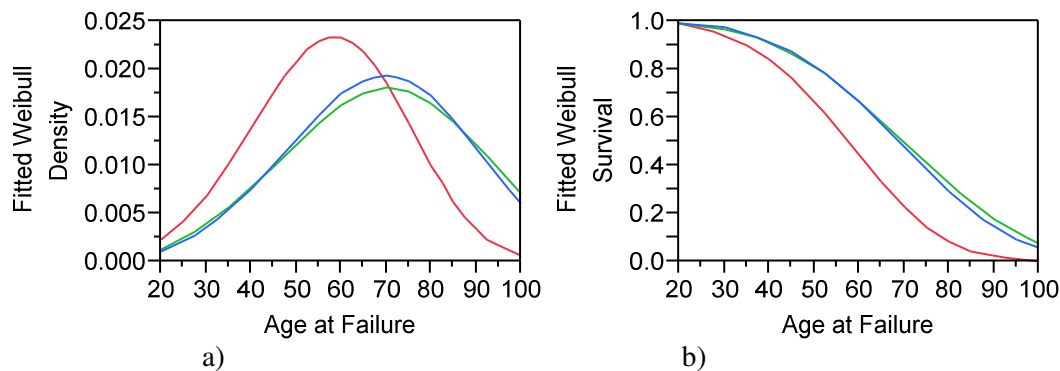 Fitted Weibull
Density
0.025
0.020
0.015
0.010
0.005
0.000
20 30 40 50 60 70 80 90 100
Age at Failure
a)
Fitted Weibull
Survival
1.0
0.8
0.6
0.4
0.2
0.0
20 30 40 50 60 70 80 90 100
Age at Failure
b)